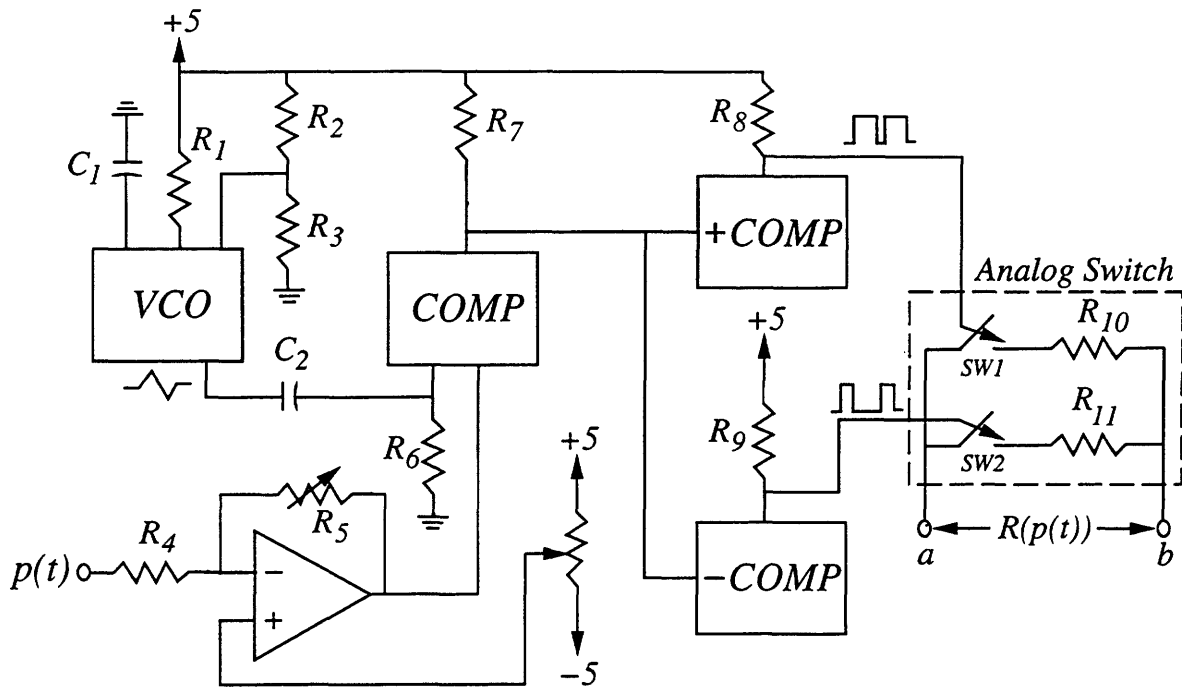 +5
R₁
R₂
R₇
R₈
C₁
R₃
VCO
COMP
+COMP
Analog Switch
R₁₀
SW1
C₂
+5
R₁₁
SW2
R₉
R₆
+5
R₄
R₅
R(p(t))
a
b
p(t)
−
+
−COMP
−5